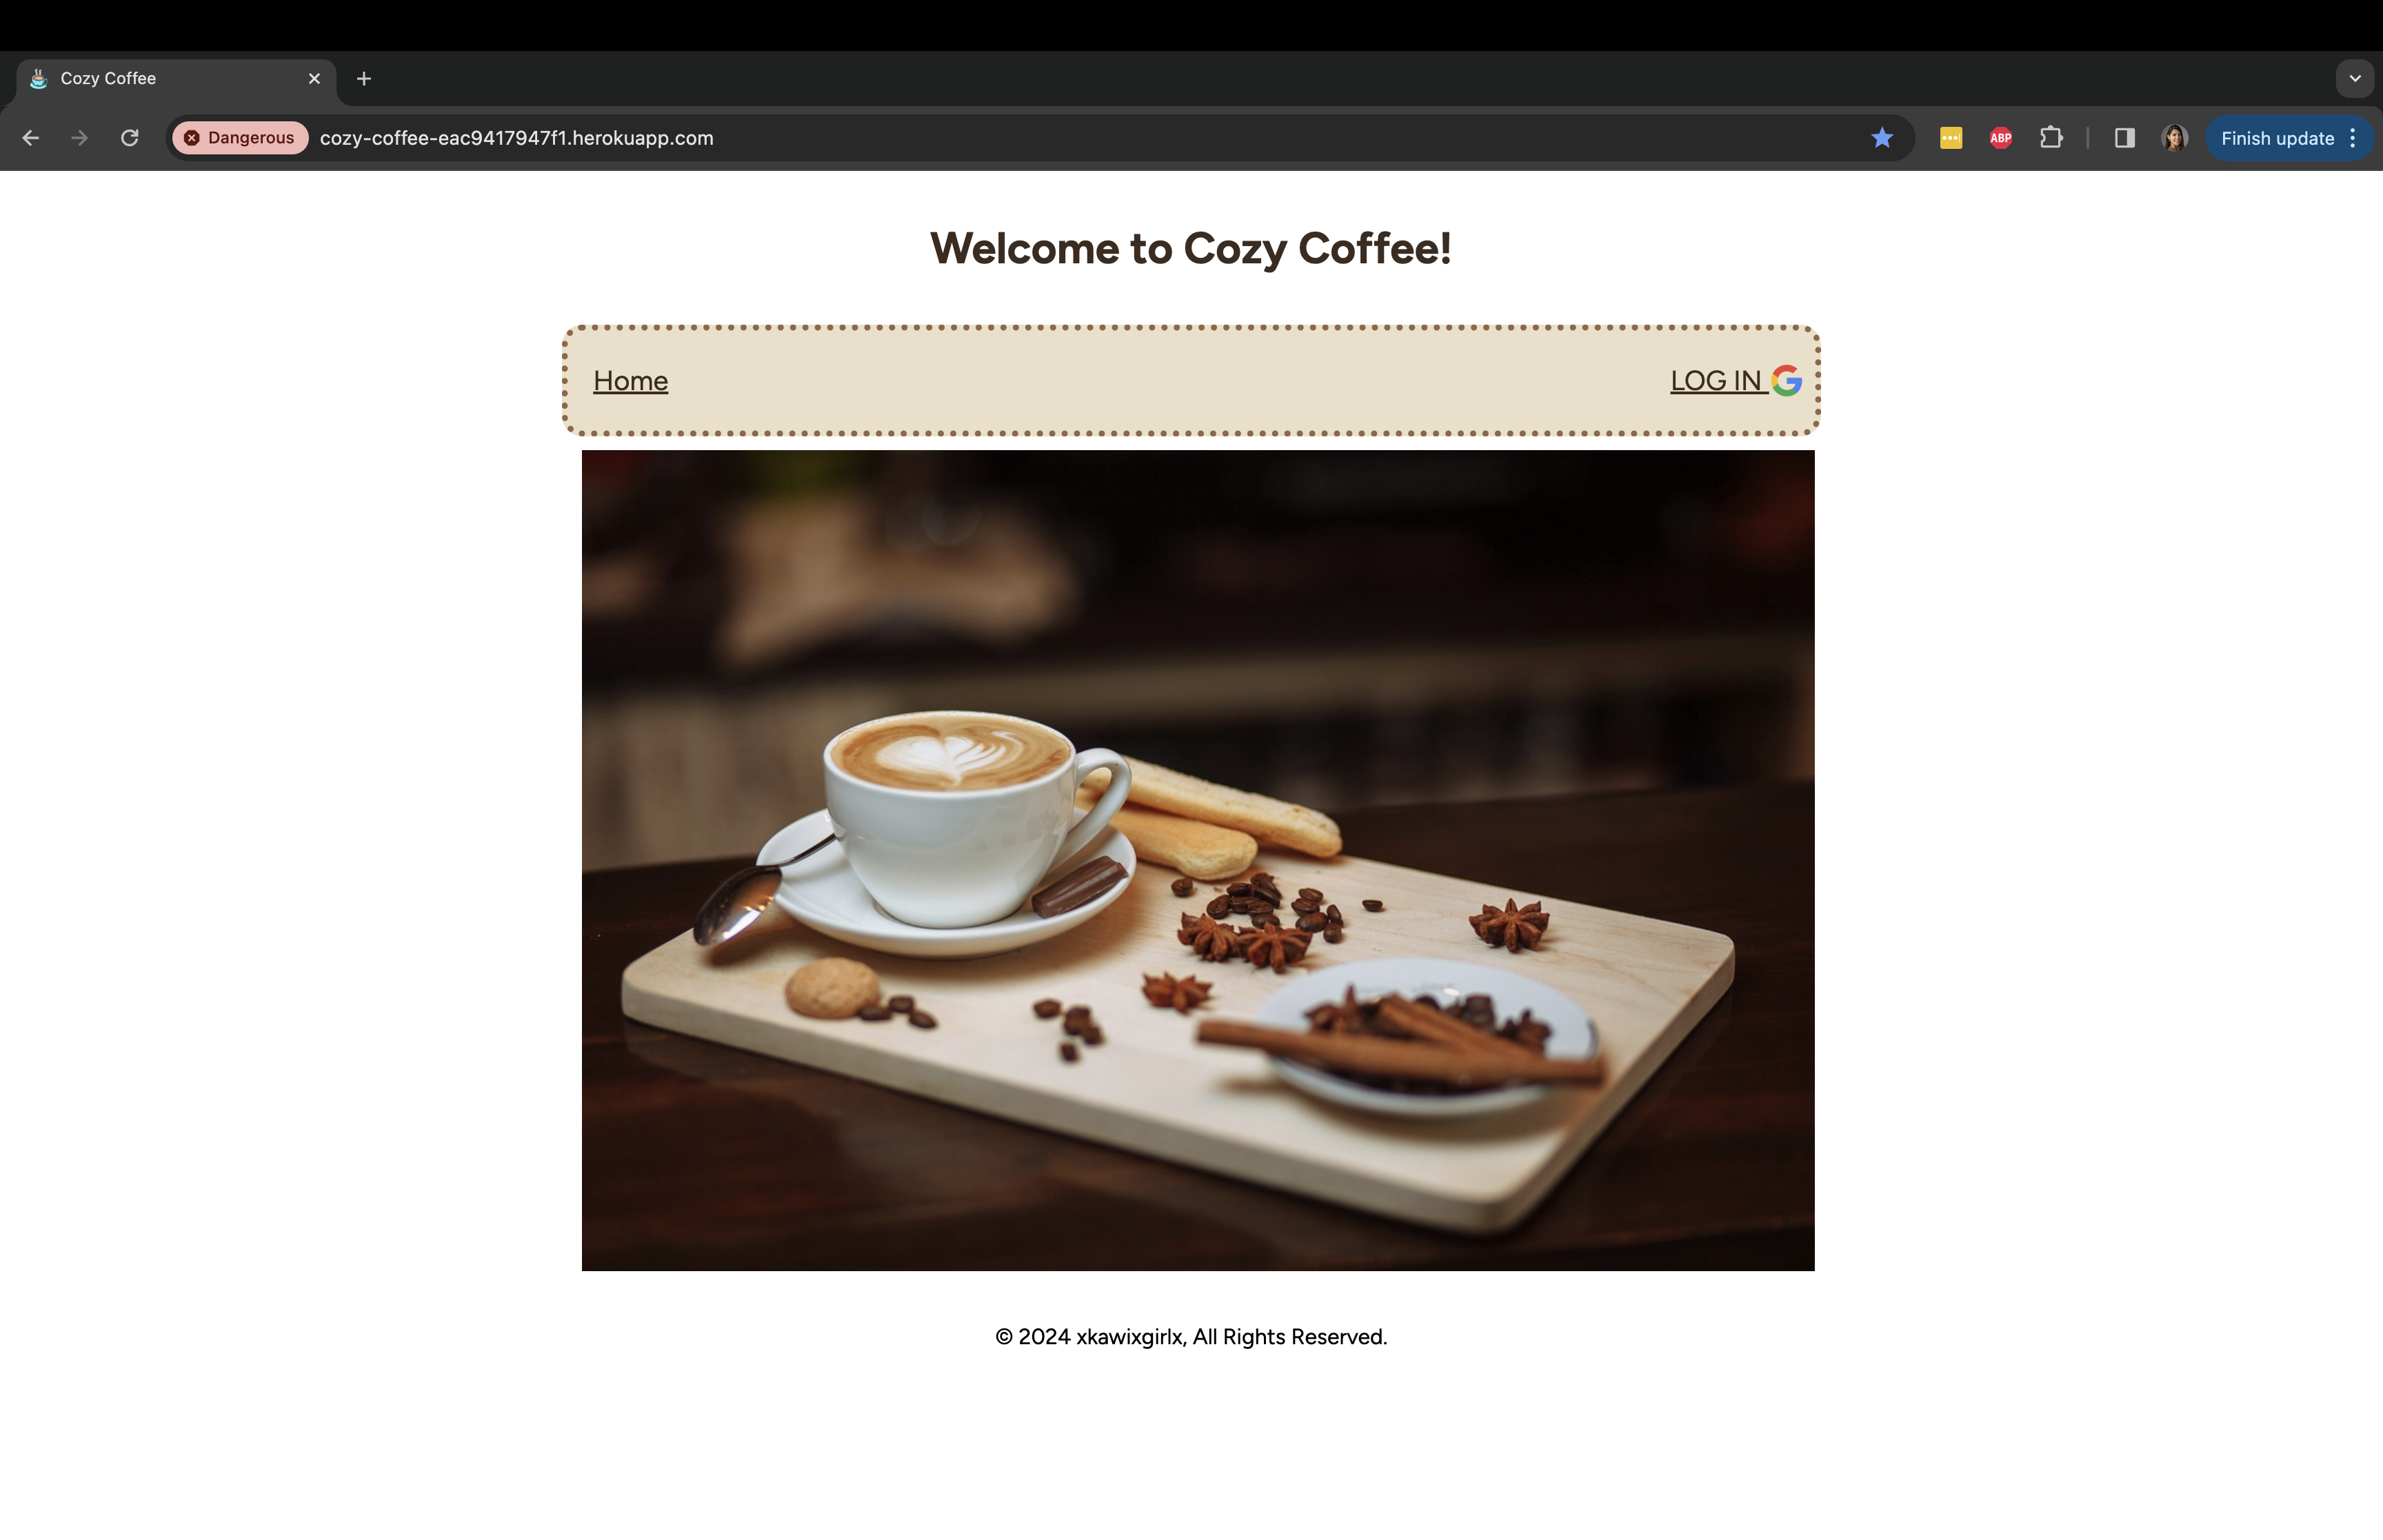 Cozy Coffee
Dangerous
cozy-coffee-eac9417947f1.herokuapp.com
ABP
Finish update
Welcome to Cozy Coffee!
Home
LOG IN G
© 2024 xkawixgirlx, All Rights Reserved.